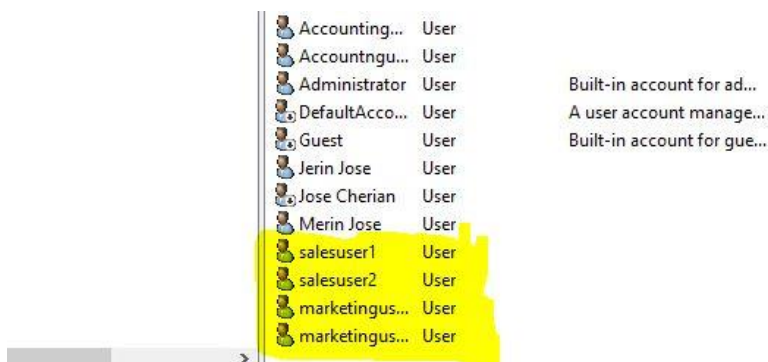 Accounting... User
Accountngu... User
Administrator User Built-in account for ad...
DefaultAcco... User A user account manage...
Guest User Built-in account for gue...
Jerin Jose User
Jose Cherian User
Merin Jose User
salesuser1 User
salesuser2 User
marketingus... User
marketingus... User